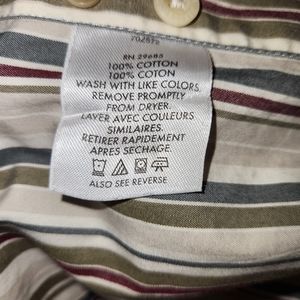 RN 29685
100% COTTON
100% COTON
WASH WITH LIKE COLORS.
REMOVE PROMPTLY
FROM DRYER.
LAVER AVEC COULEURS
SIMILAIRES.
RETIRER RAPIDEMENT
APRES SECHAGE.
ALSO SEE REVERSE